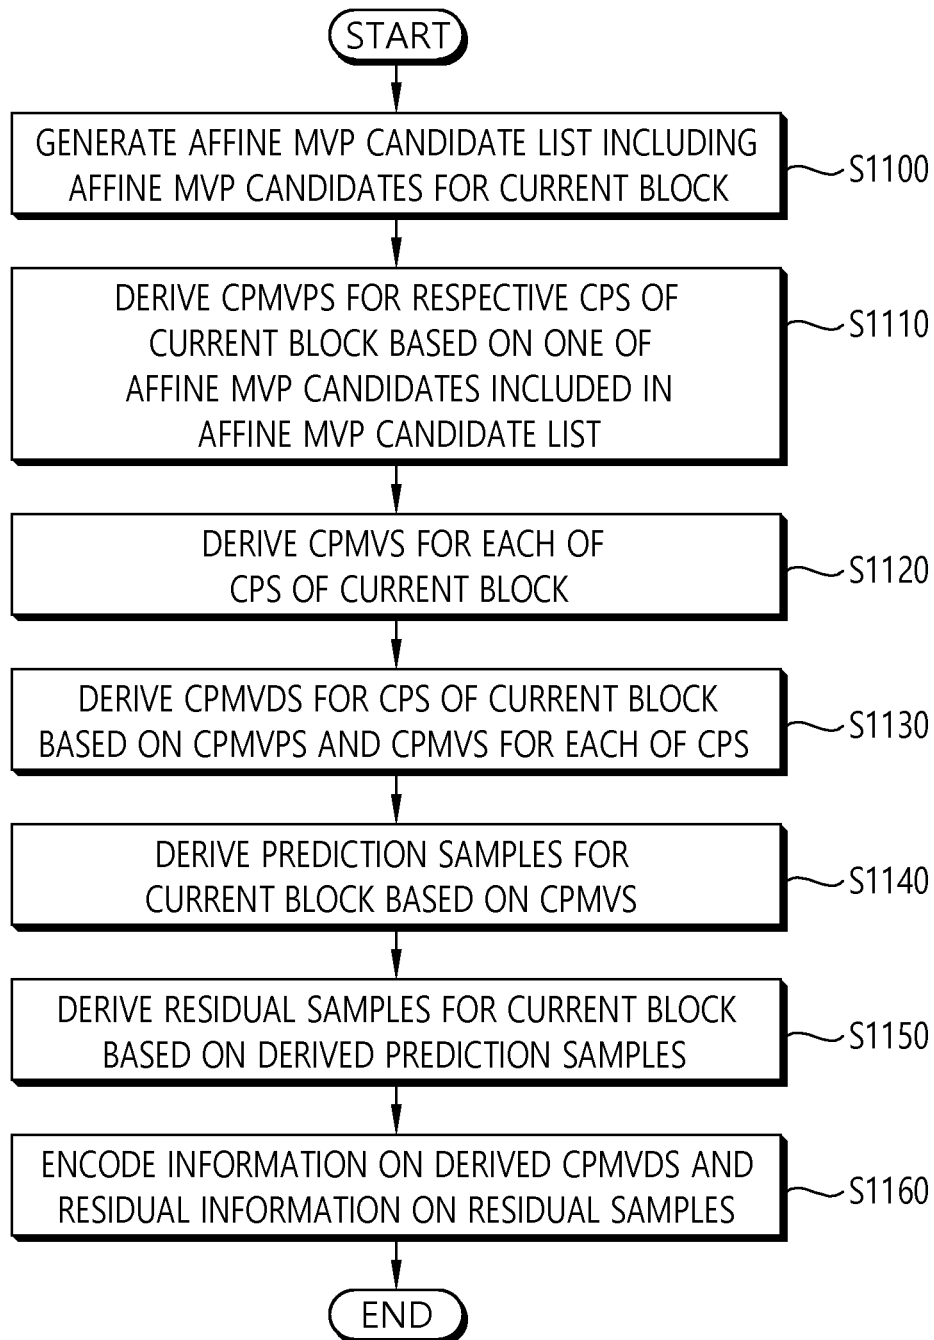 START
GENERATE AFFINE MVP CANDIDATE LIST INCLUDING
AFFINE MVP CANDIDATES FOR CURRENT BLOCK
S1100
DERIVE CPMVPS FOR RESPECTIVE CPS OF
CURRENT BLOCK BASED ON ONE OF
AFFINE MVP CANDIDATES INCLUDED IN
AFFINE MVP CANDIDATE LIST
S1110
DERIVE CPMVS FOR EACH OF
CPS OF CURRENT BLOCK
S1120
DERIVE CPMVDS FOR CPS OF CURRENT BLOCK
BASED ON CPMVPS AND CPMVS FOR EACH OF CPS
S1130
DERIVE PREDICTION SAMPLES FOR
CURRENT BLOCK BASED ON CPMVS
S1140
DERIVE RESIDUAL SAMPLES FOR CURRENT BLOCK
BASED ON DERIVED PREDICTION SAMPLES
S1150
ENCODE INFORMATION ON DERIVED CPMVDS AND
RESIDUAL INFORMATION ON RESIDUAL SAMPLES
S1160
END